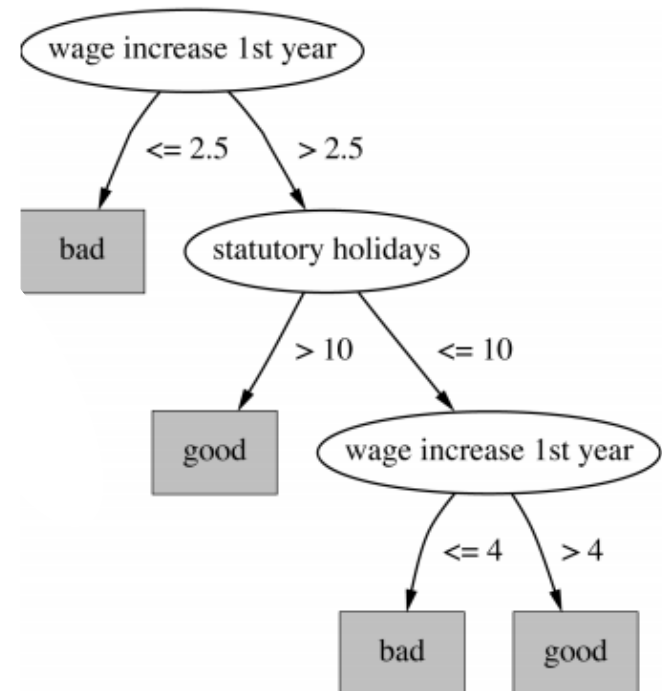 wage increase 1st year
<= 2.5
> 2.5
bad
statutory holidays
> 10
<= 10
good
wage increase 1st year
<= 4
> 4
bad
good